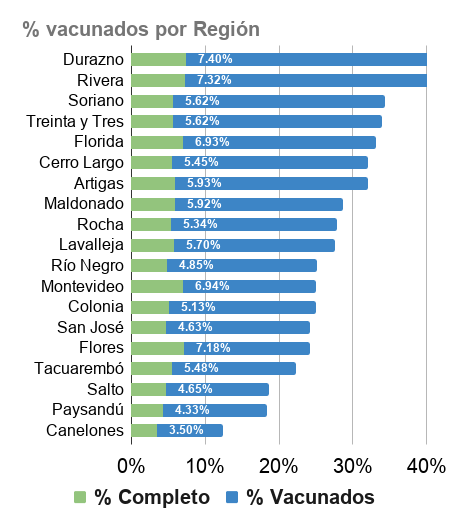 % vacunados por Región
Durazno 7.40%
Rivera 7.32%
Soriano 5.62%
Treinta y Tres 5.62%
Florida 6.93%
Cerro Largo 5.45%
Artigas 5.93%
Maldonado 5.92%
Rocha 5.34%
Lavalleja 5.70%
Río Negro 4.85%
Montevideo 6.94%
Colonia 5.13%
San José 4.63%
Flores 7.18%
Tacuarembó 5.48%
Salto 4.65%
Paysandú 4.33%
Canelones 3.50%
0% 10% 20% 30% 40%
% Completo % Vacunados